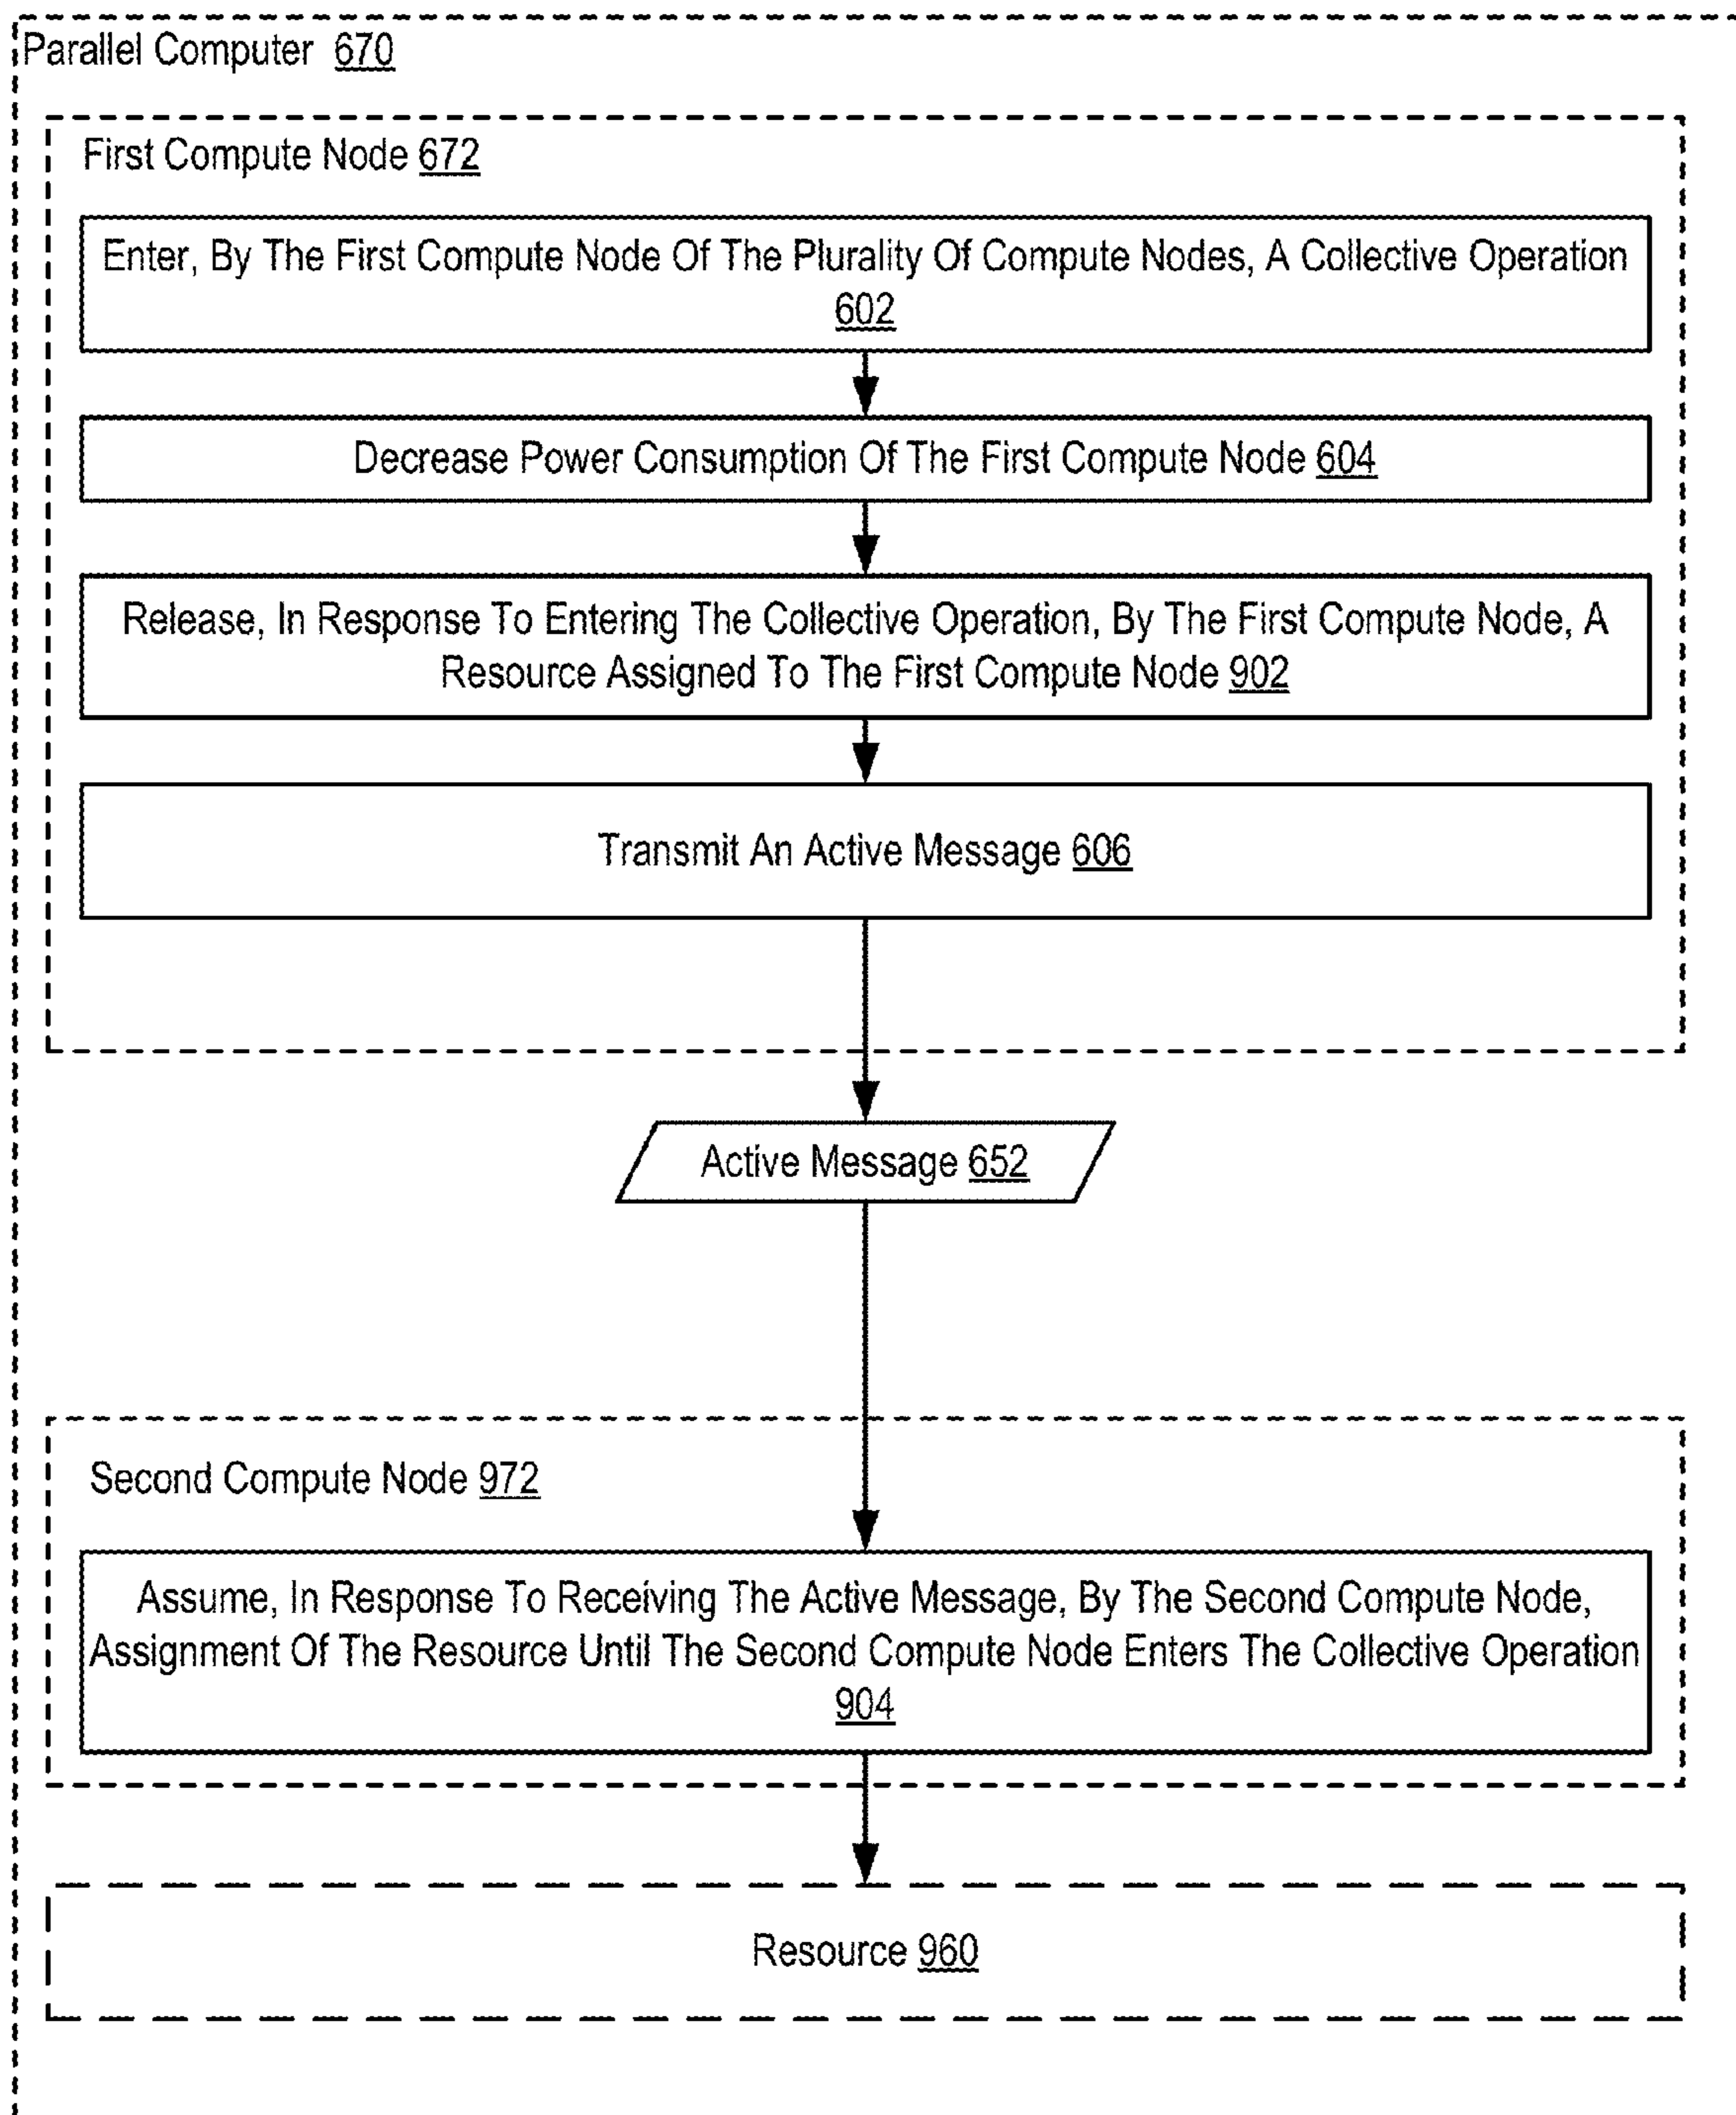 Parallel Computer 670
First Compute Node 672
Enter, By The First Compute Node Of The Plurality Of Compute Nodes, A Collective Operation
602
Decrease Power Consumption Of The First Compute Node 604
Release, In Response To Entering The Collective Operation, By The First Compute Node, A
Resource Assigned To The First Compute Node 902
Transmit An Active Message 606
Active Message 652
Second Compute Node 972
Assume, In Response To Receiving The Active Message, By The Second Compute Node,
Assignment Of The Resource Until The Second Compute Node Enters The Collective Operation
904
Resource 960